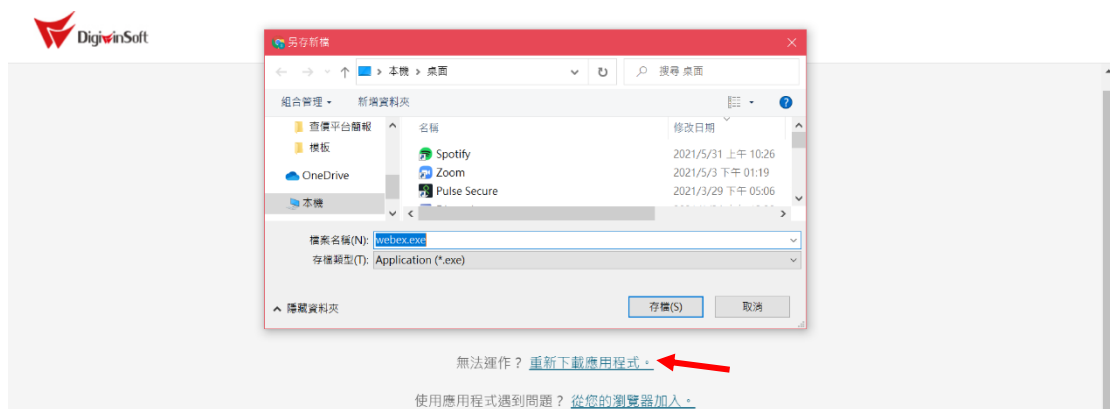 DigiwinSoft
另存新檔
本機 › 桌面
搜尋 桌面
組合管理
新增資料夾
查價平台簡報
模板
OneDrive
本機
名稱
修改日期
Spotify
2021/5/31 上午 10:26
Zoom
2021/5/3 下午 01:19
Pulse Secure
2021/3/29 下午 05:06
檔案名稱(N): webex.exe
存檔類型(T): Application (*.exe)
隱藏資料夾
存檔(S)
取消
無法運作？ 重新下載應用程式。
使用應用程式遇到問題？ 從您的瀏覽器加入。